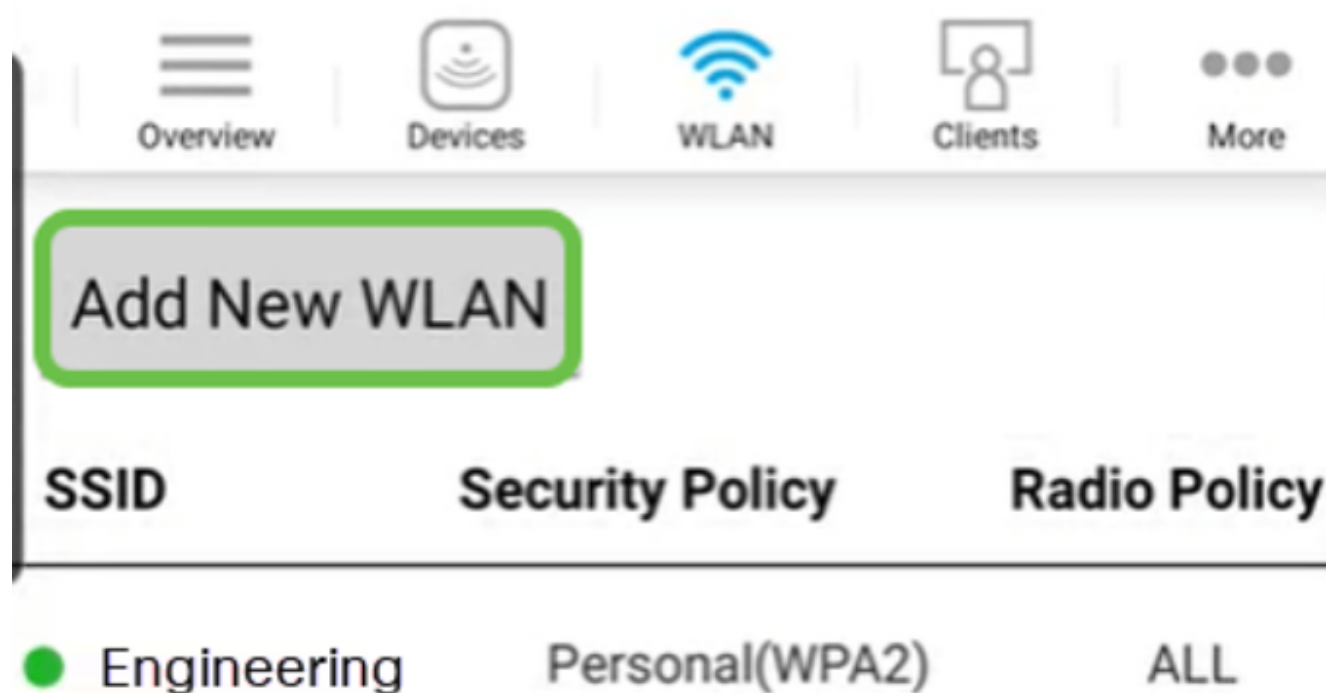 Overview Devices WLAN Clients More
Add New WLAN
SSID Security Policy Radio Policy
Engineering Personal(WPA2) ALL